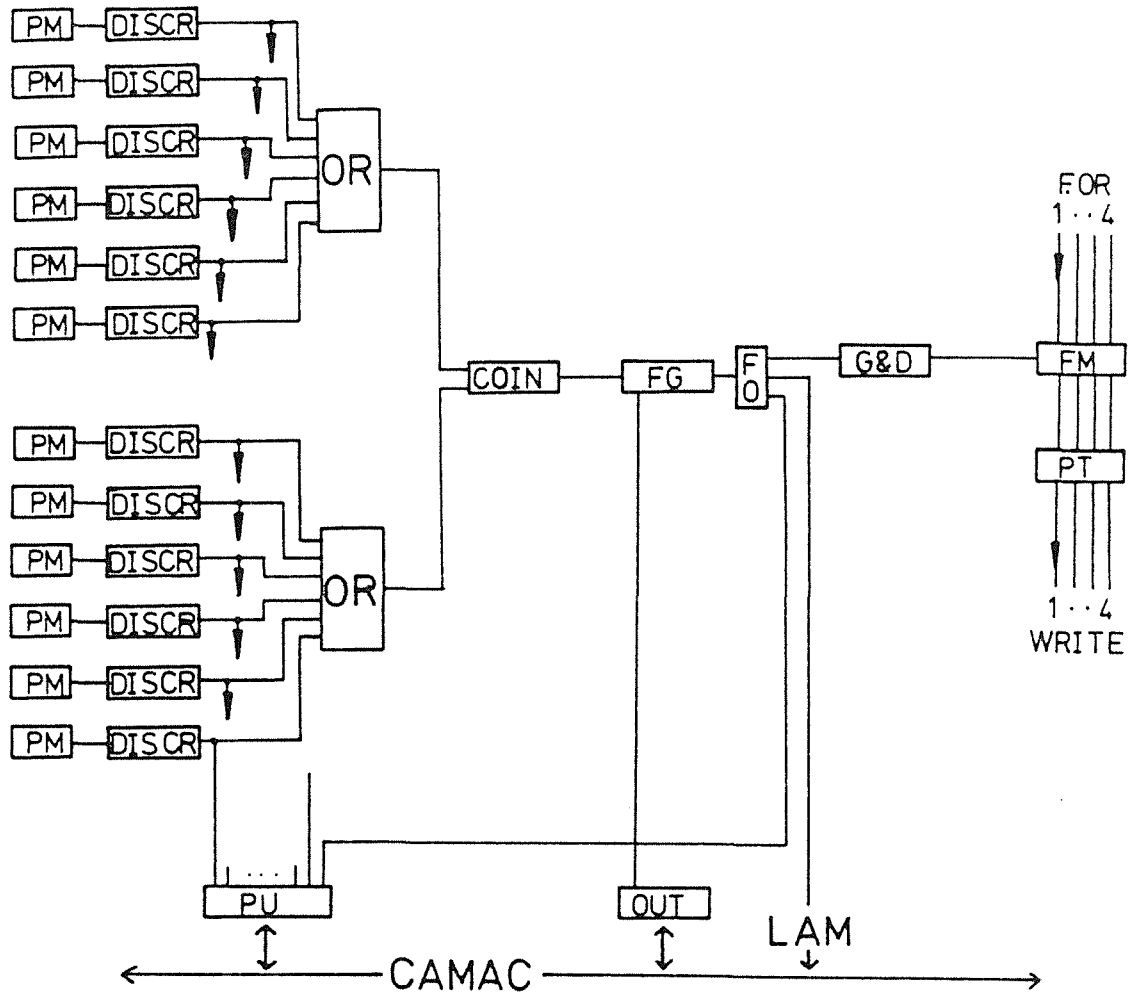 PM DISCR
PM DISCR
PM DISCR
OR
PM DISCR
PM DISCR
PM DISCR
FOR
1 ·· 4
COIN
FG
FO
G&D
FM
PM DISCR
PT
PM DISCR
PM DISCR
OR
PM DISCR
1 ·· 4
WRITE
PM DISCR
PM DISCR
...
PU
OUT
LAM
CAMAC